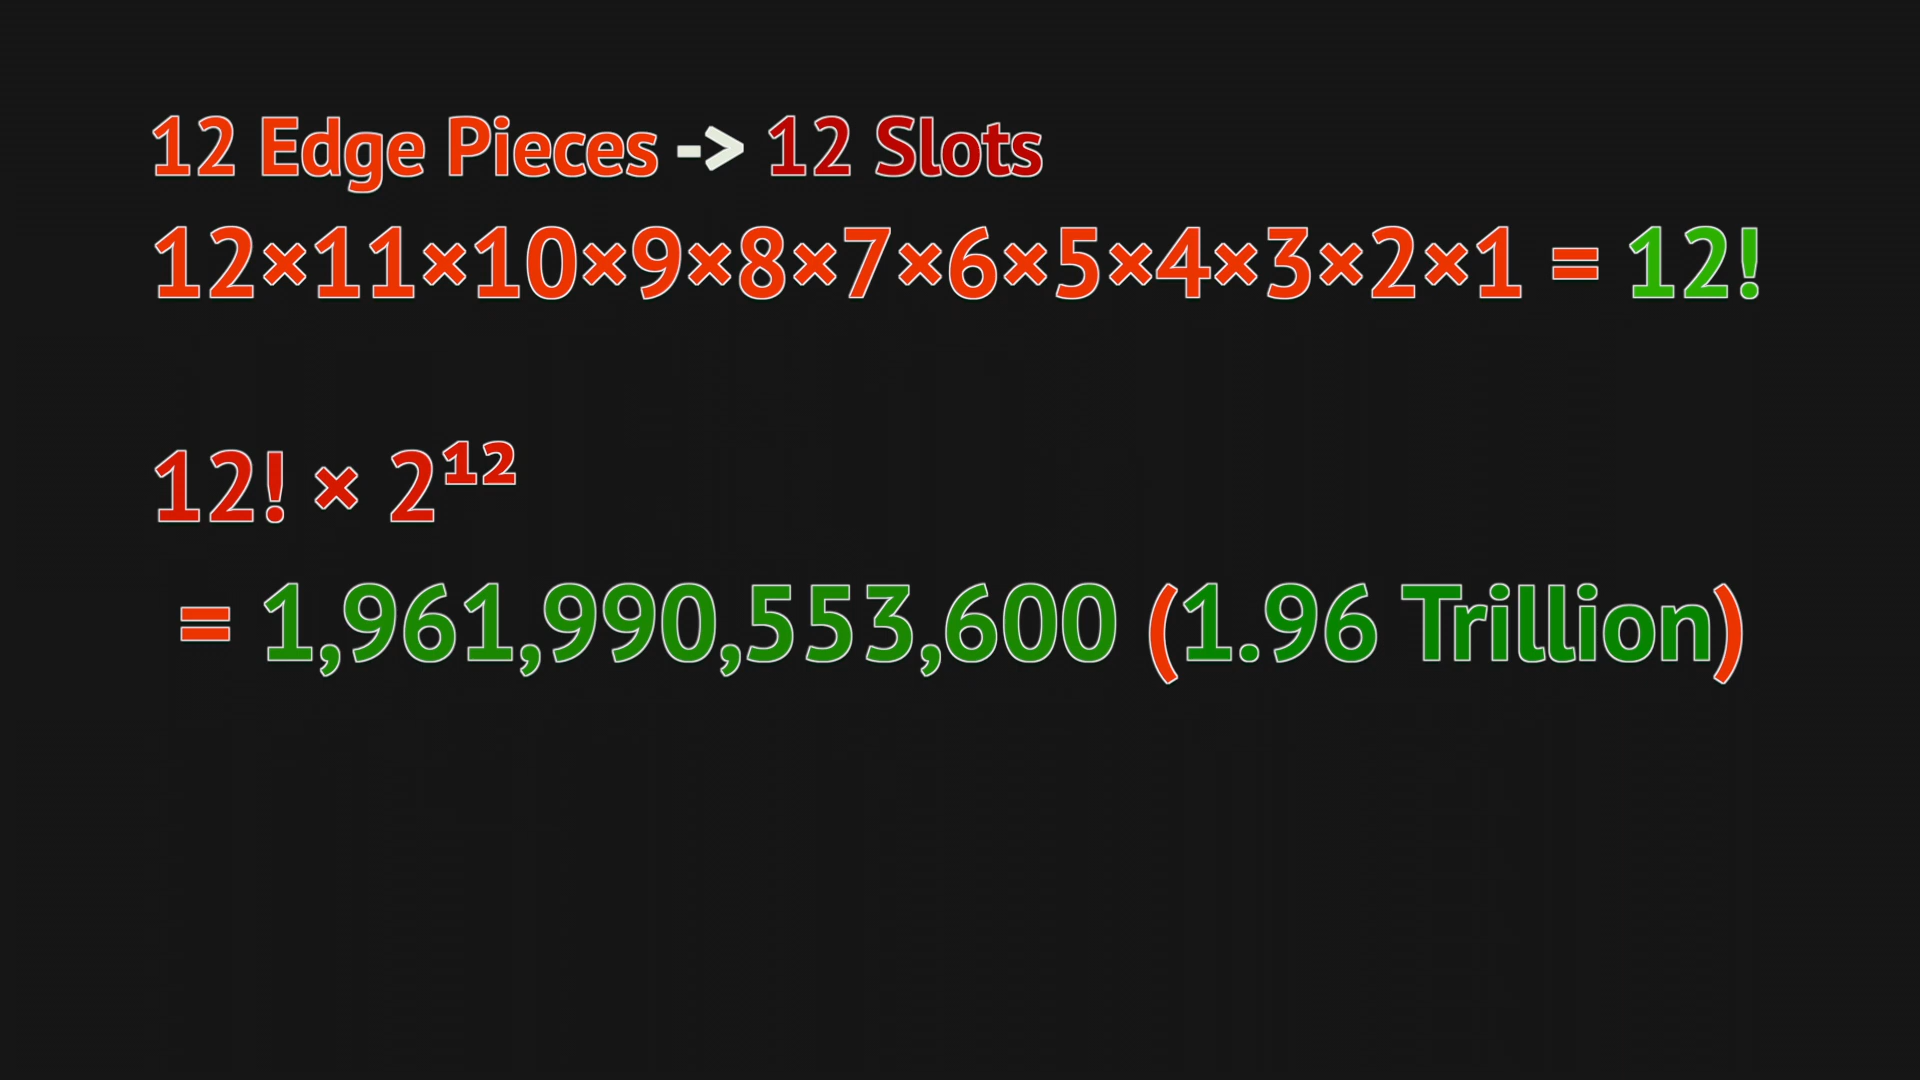 12 Edge Pieces -> 12 Slots
12×11×10×9×8×7×6×5×4×3×2×1 = 12!
12! × 2¹²
= 1,961,990,553,600 (1.96 Trillion)